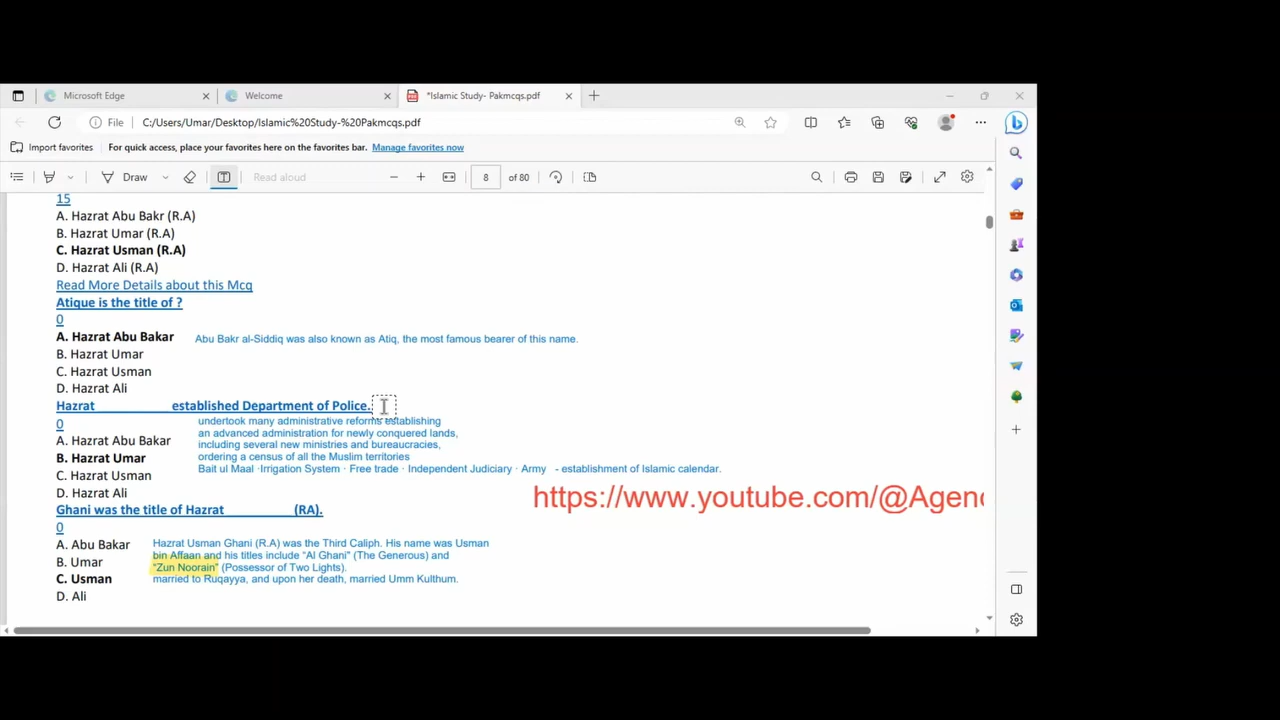 Microsoft Edge
Welcome
*Islamic Study- Pakmcqs.pdf
File
C:/Users/Umar/Desktop/Islamic%20Study-%20Pakmcqs.pdf
Import favorites
For quick access, place your favorites here on the favorites bar.
Manage favorites now
Draw
Read aloud
8
of 80
15
A. Hazrat Abu Bakr (R.A)
B. Hazrat Umar (R.A)
C. Hazrat Usman (R.A)
D. Hazrat Ali (R.A)
Read More Details about this Mcq
Atique is the title of ?
0
A. Hazrat Abu Bakar
Abu Bakr al-Siddiq was also known as Atiq, the most famous bearer of this name.
B. Hazrat Umar
C. Hazrat Usman
D. Hazrat Ali
Hazrat ___________ established Department of Police.
0
undertook many administrative reforms establishing
an advanced administration for newly conquered lands,
A. Hazrat Abu Bakar
including several new ministries and bureaucracies,
B. Hazrat Umar
ordering a census of all the Muslim territories
C. Hazrat Usman
Bait ul Maal ·Irrigation System · Free trade · Independent Judiciary · Army - establishment of Islamic calendar.
D. Hazrat Ali
https://www.youtube.com/@Agenc
Ghani was the title of Hazrat __________ (RA).
0
A. Abu Bakar
Hazrat Usman Ghani (R.A) was the Third Caliph. His name was Usman
bin Affaan and his titles include "Al Ghani" (The Generous) and
B. Umar
"Zun Noorain" (Possessor of Two Lights).
C. Usman
married to Ruqayya, and upon her death, married Umm Kulthum.
D. Ali